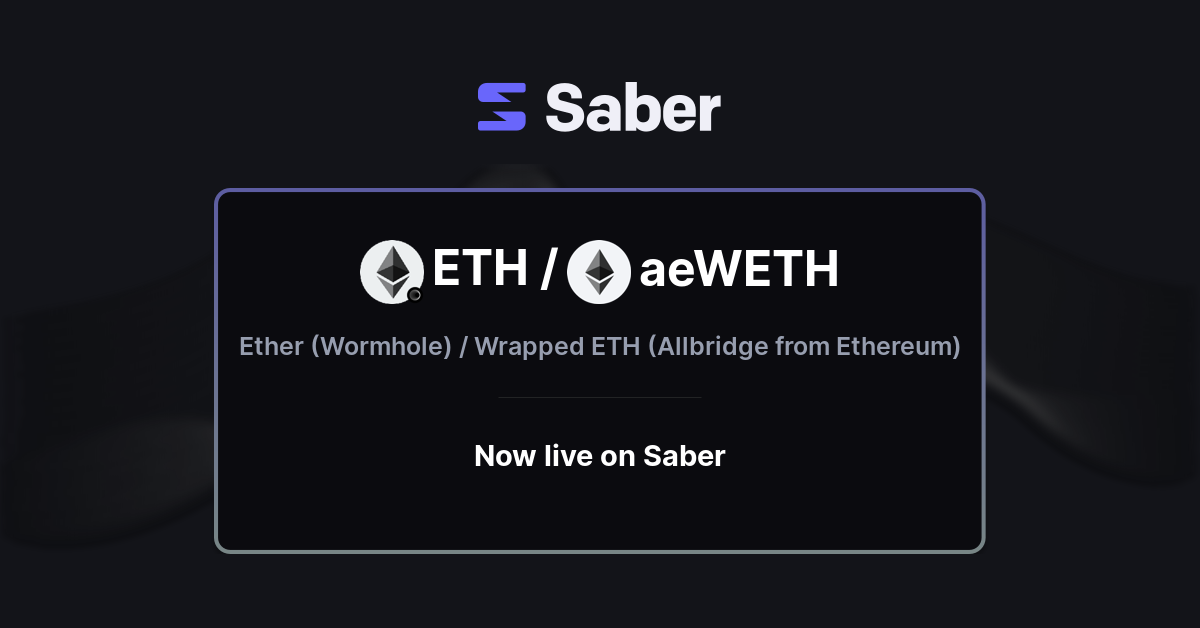 Saber
ETH / aeWETH
Ether (Wormhole) / Wrapped ETH (Allbridge from Ethereum)
Now live on Saber